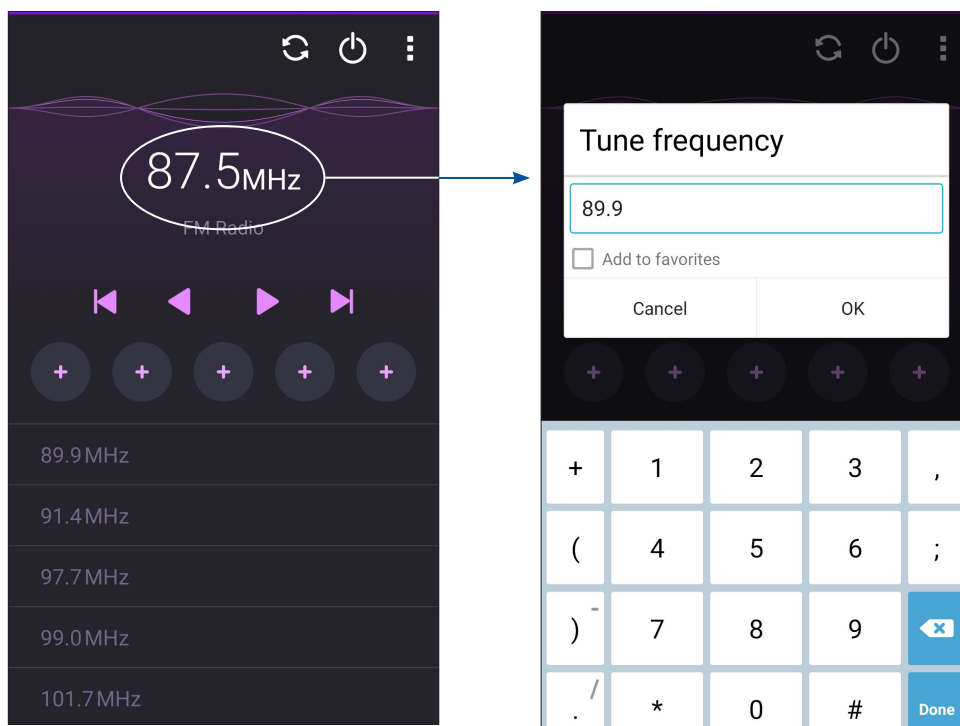 87.5MHz
FM Radio
+ + + + +
89.9MHz
91.4MHz
97.7MHz
99.0MHz
101.7MHz
Tune frequency
89.9
Add to favorites
Cancel OK
+ + + + +
+ 1 2 3 ,
( 4 5 6 ;
) - 7 8 9
. / * 0 # Done